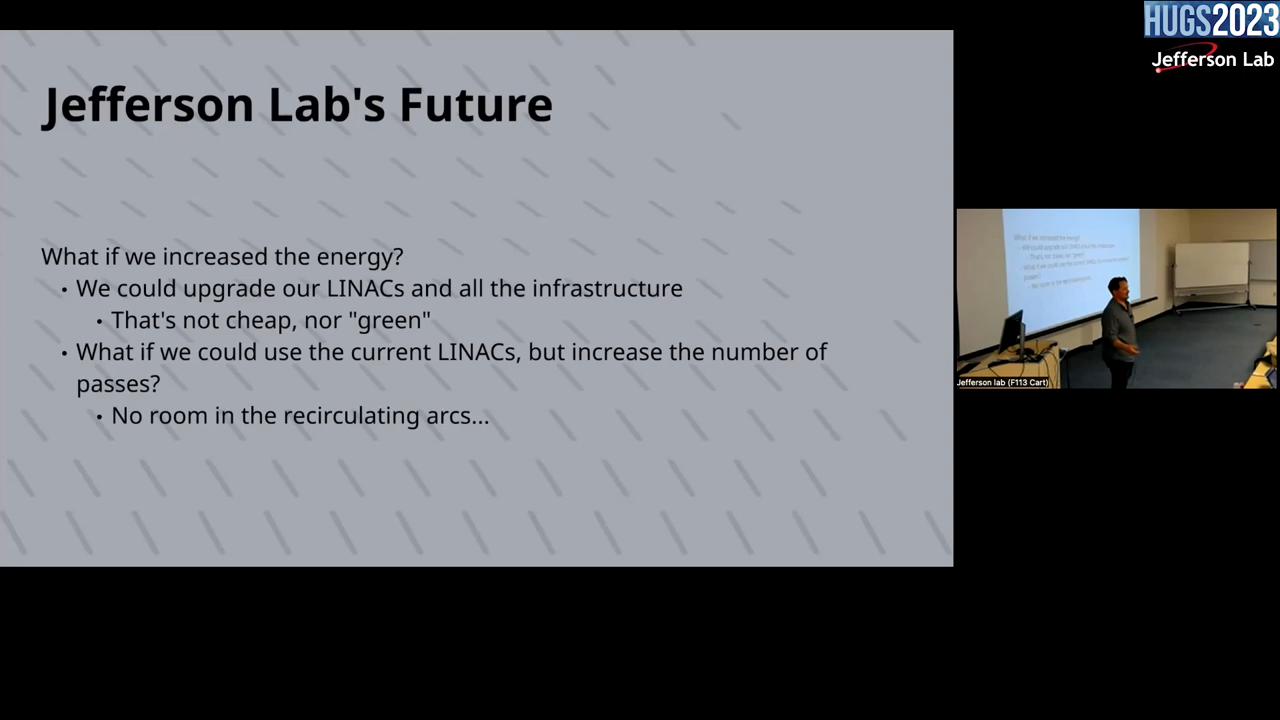 HUGS2023
Jefferson Lab
Jefferson Lab's Future
What if we increased the energy?
• We could upgrade our LINACs and all the infrastructure
• That's not cheap, nor "green"
• What if we could use the current LINACs, but increase the number of
passes?
• No room in the recirculating arcs...
Jefferson lab (F113 Cart)